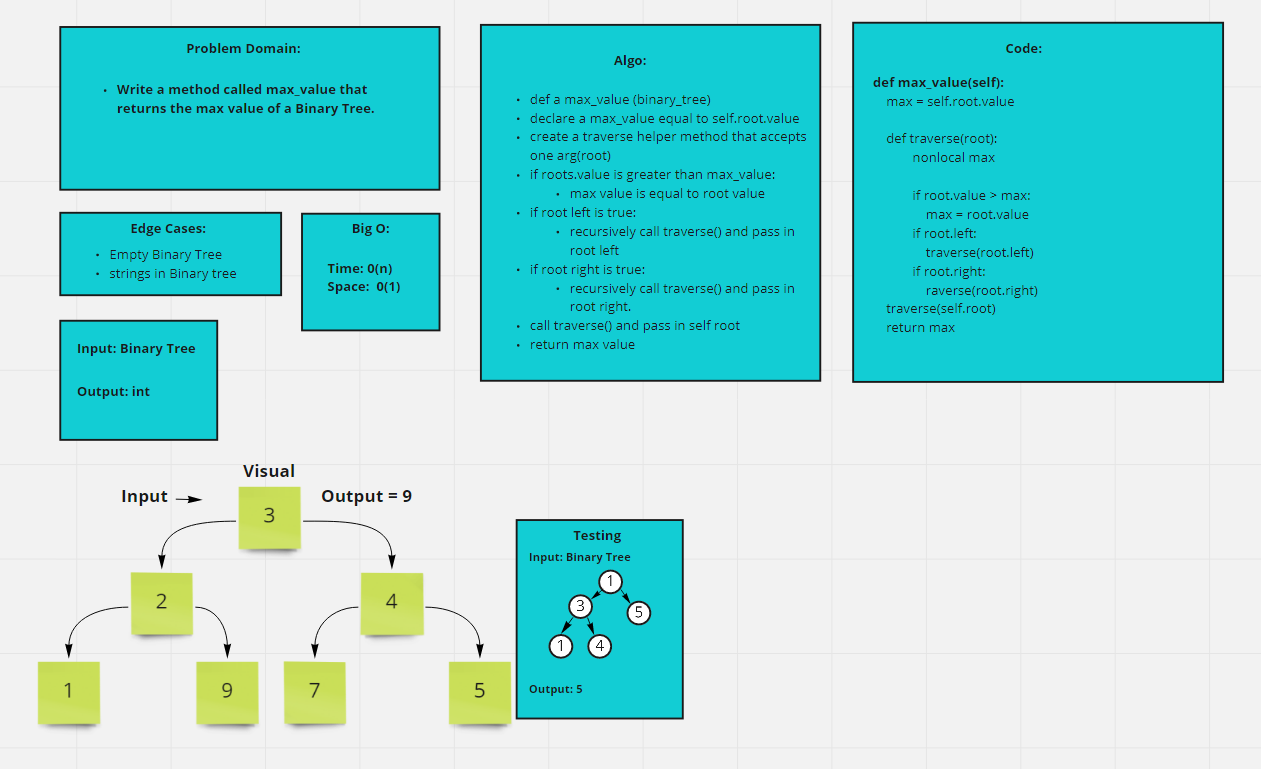 Problem Domain:
• Write a method called max_value that
returns the max value of a Binary Tree.
Edge Cases:
• Empty Binary Tree
• strings in Binary tree
Big O:
Time: 0(n)
Space: 0(1)
Input: Binary Tree
Output: int
Algo:
• def a max_value (binary_tree)
• declare a max_value equal to self.root.value
• create a traverse helper method that accepts
one arg(root)
• if roots.value is greater than max_value:
• max value is equal to root value
• if root left is true:
• recursively call traverse() and pass in
root left
• if root right is true:
• recursively call traverse() and pass in
root right.
• call traverse() and pass in self root
• return max value
Code:
def max_value(self):
max = self.root.value
def traverse(root):
nonlocal max
if root.value > max:
max = root.value
if root.left:
traverse(root.left)
if root.right:
raverse(root.right)
traverse(self.root)
return max
Visual
Input Output = 9
3
2 4
1 9 7 5
Testing
Input: Binary Tree
1
3 5
1 4
Output: 5